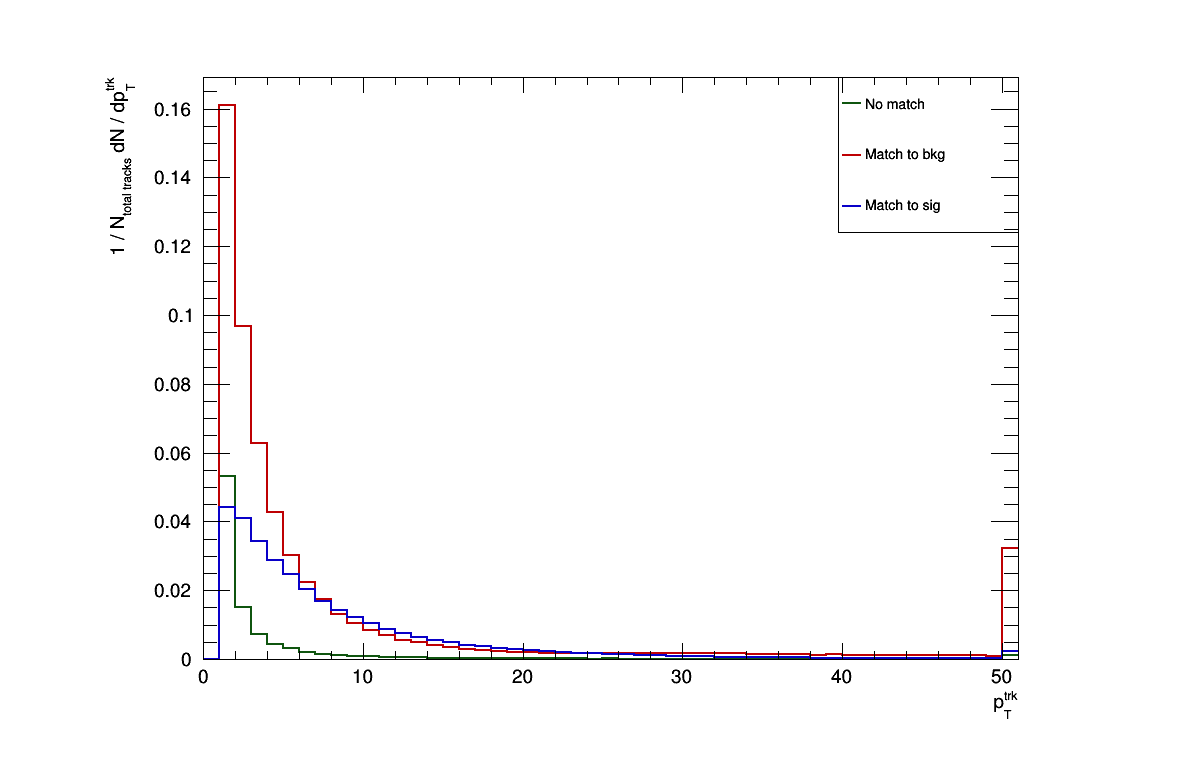 1 / N_total tracks dN / dp_T^trk
0.16
0.14
0.12
0.1
0.08
0.06
0.04
0.02
0
No match
Match to bkg
Match to sig
0 10 20 30 40 50
p_T^trk